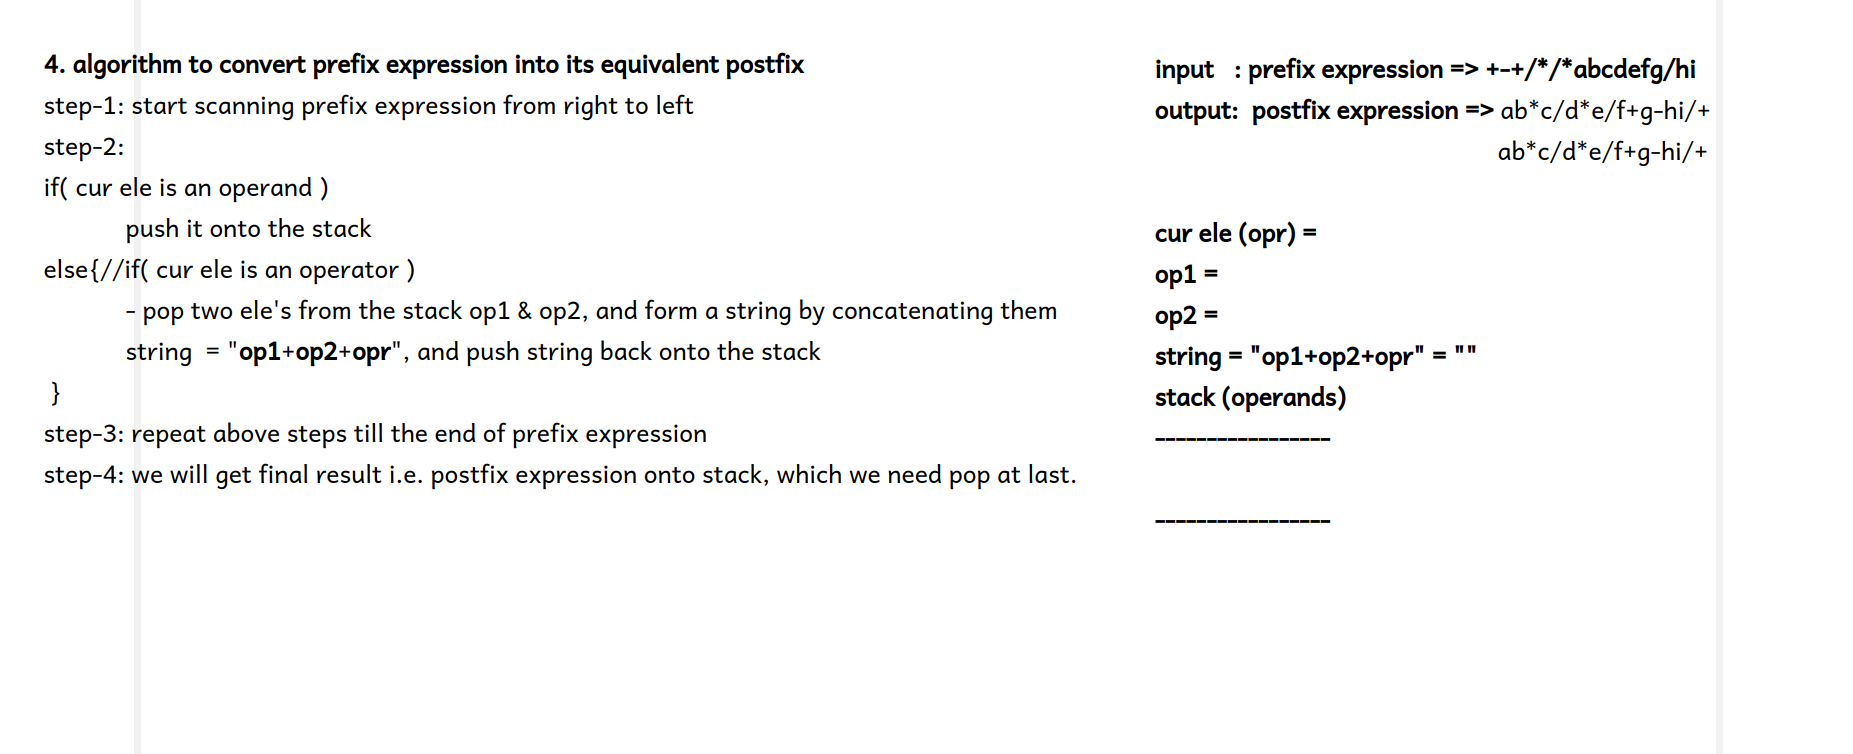 4. algorithm to convert prefix expression into its equivalent postfix
step-1: start scanning prefix expression from right to left
step-2:
if( cur ele is an operand )
push it onto the stack
else{//if( cur ele is an operator )
- pop two ele's from the stack op1 & op2, and form a string by concatenating them
string = "op1+op2+opr", and push string back onto the stack
}
step-3: repeat above steps till the end of prefix expression
step-4: we will get final result i.e. postfix expression onto stack, which we need pop at last.
input : prefix expression => +-+/*/*abcdefg/hi
output: postfix expression => ab*c/d*e/f+g-hi/+
ab*c/d*e/f+g-hi/+
cur ele (opr) =
op1 =
op2 =
string = "op1+op2+opr" = ""
stack (operands)
-----------------
-----------------